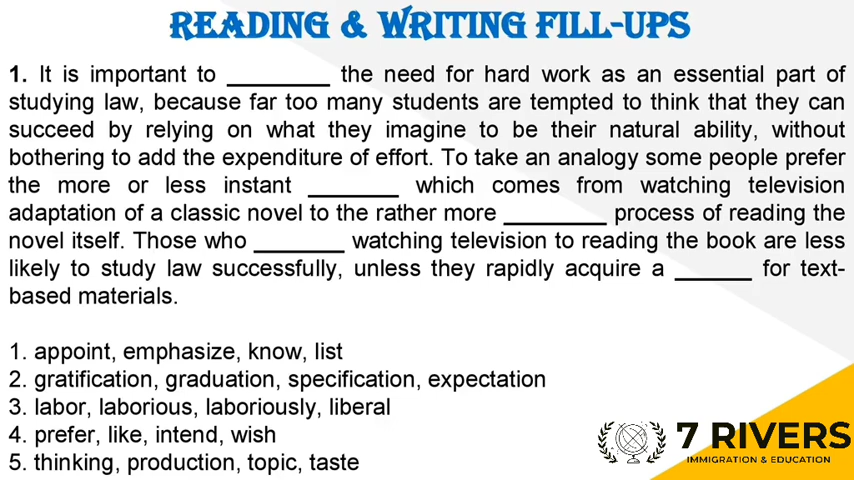 READING & WRITING FILL-UPS
1. It is important to ________ the need for hard work as an essential part of
studying law, because far too many students are tempted to think that they can
succeed by relying on what they imagine to be their natural ability, without
bothering to add the expenditure of effort. To take an analogy some people prefer
the more or less instant _______ which comes from watching television
adaptation of a classic novel to the rather more ________ process of reading the
novel itself. Those who _______ watching television to reading the book are less
likely to study law successfully, unless they rapidly acquire a ______ for text-
based materials.
1. appoint, emphasize, know, list
2. gratification, graduation, specification, expectation
3. labor, laborious, laboriously, liberal
4. prefer, like, intend, wish
5. thinking, production, topic, taste
7 RIVERS
IMMIGRATION & EDUCATION